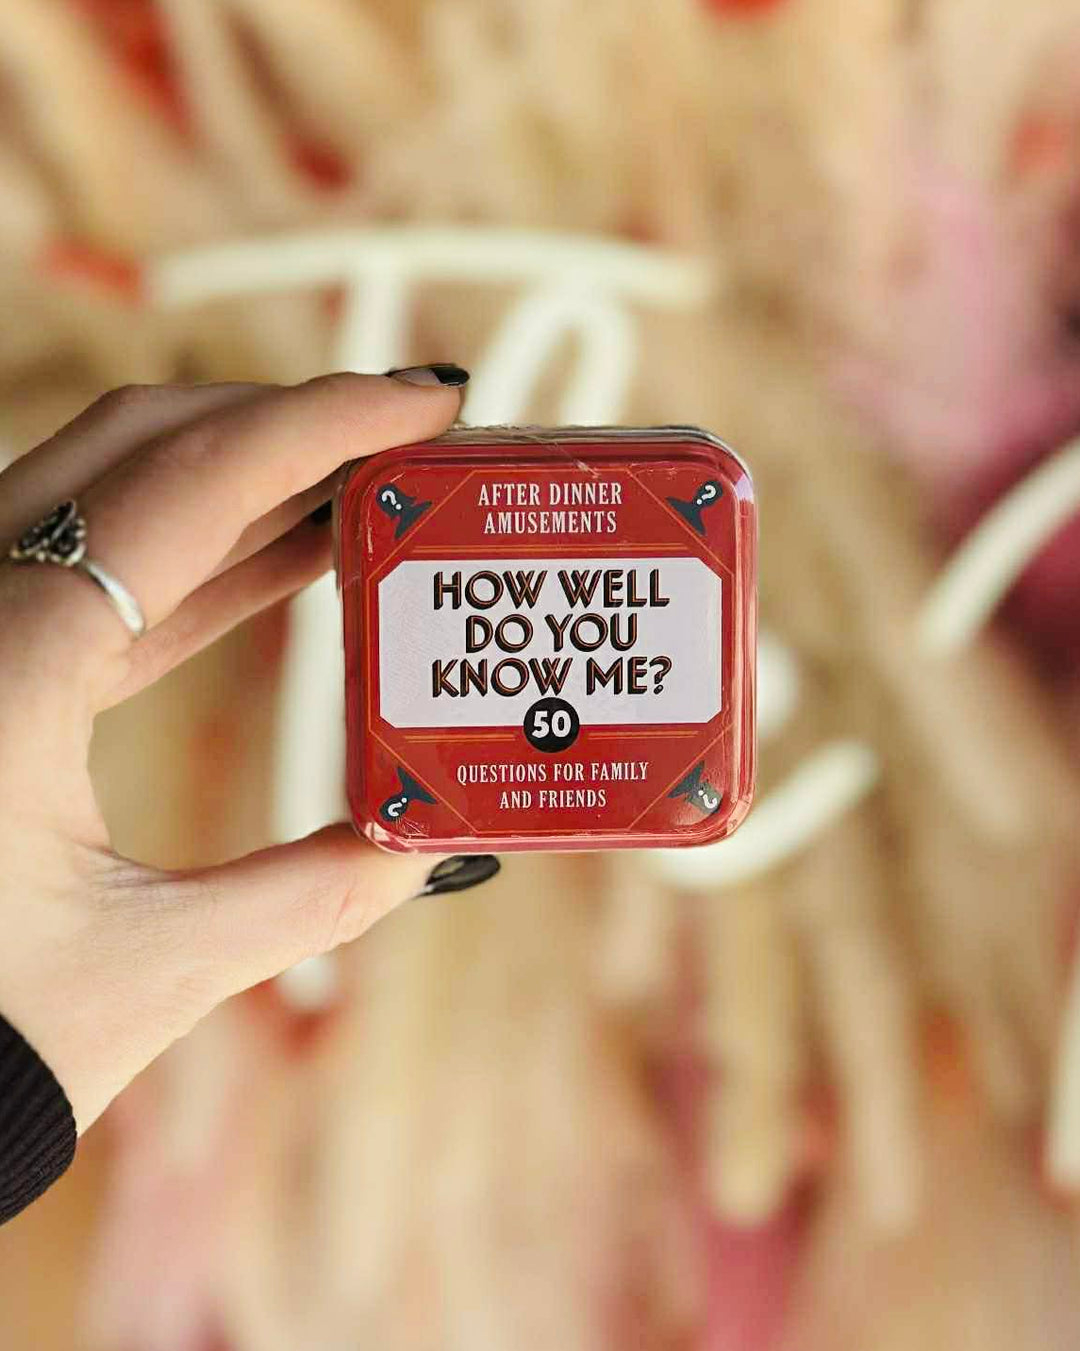 AFTER DINNER
AMUSEMENTS
HOW WELL
DO YOU
KNOW ME?
50
QUESTIONS FOR FAMILY
AND FRIENDS